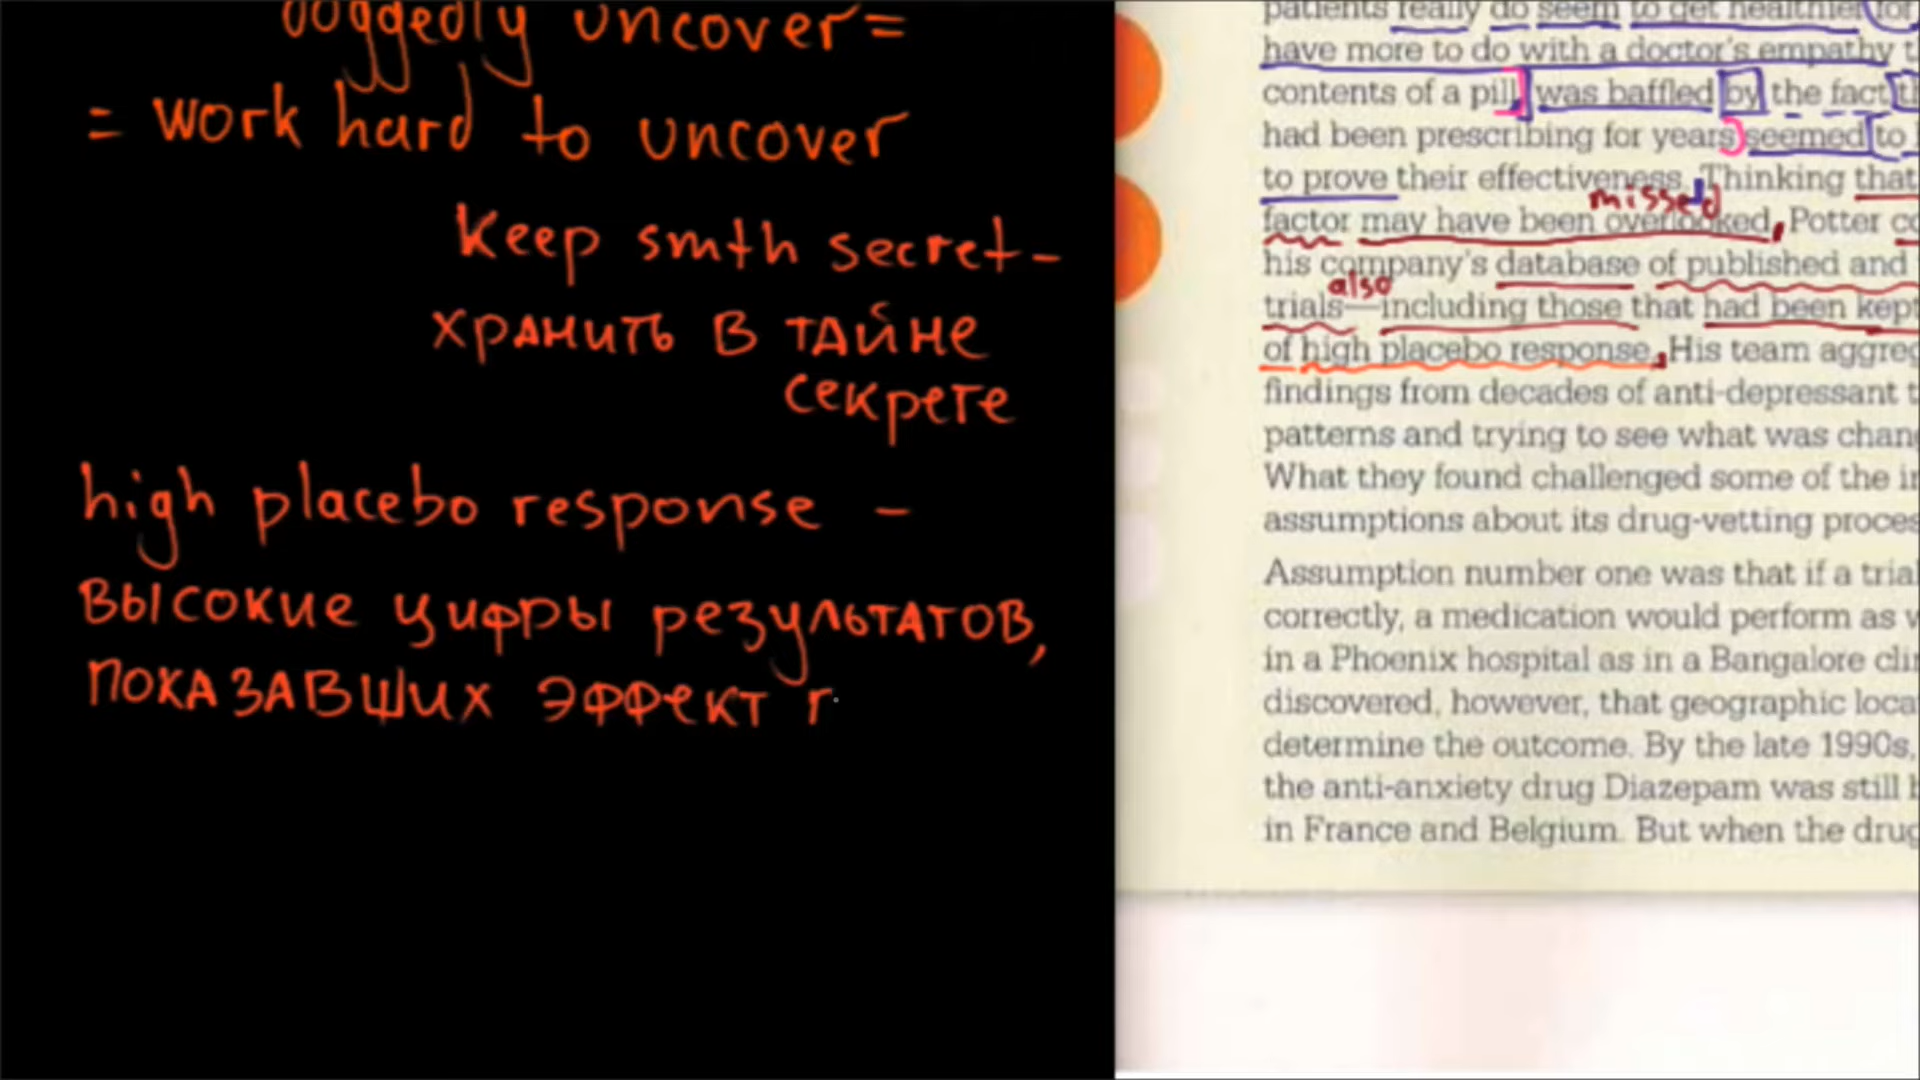 doggedly uncover =
= work hard to uncover
keep smth secret -
хранить в тайне
секрете
high placebo response -
высокие цифры результатов,
показавших эффект
patients really do seem to get healthier for
have more to do with a doctor's empathy
contents of a pill, was baffled by the fact
had been prescribing for years seemed to
to prove their effectiveness. Thinking that
missed
factor may have been overlooked, Potter
his company's database of published and
also
trials—including those that had been kept
of high placebo response. His team
findings from decades of anti-depressant
patterns and trying to see what was
What they found challenged some of the
assumptions about its drug-vetting
Assumption number one was that if a trial
correctly, a medication would perform as
in a Phoenix hospital as in a Bangalore
discovered, however, that geographic
determine the outcome. By the late 1990s,
the anti-anxiety drug Diazepam was still
in France and Belgium. But when the drug